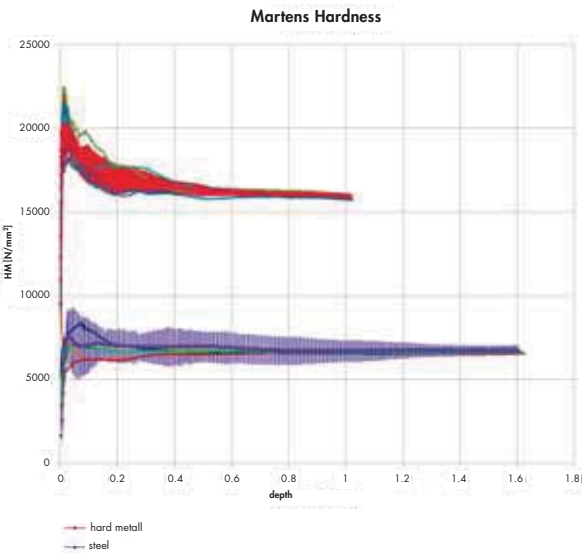 Martens Hardness
25000
20000
15000
10000
5000
0
HM [N/mm²]
0 0.2 0.4 0.6 0.8 1 1.2 1.4 1.6 1.8
depth
hard metall
steel